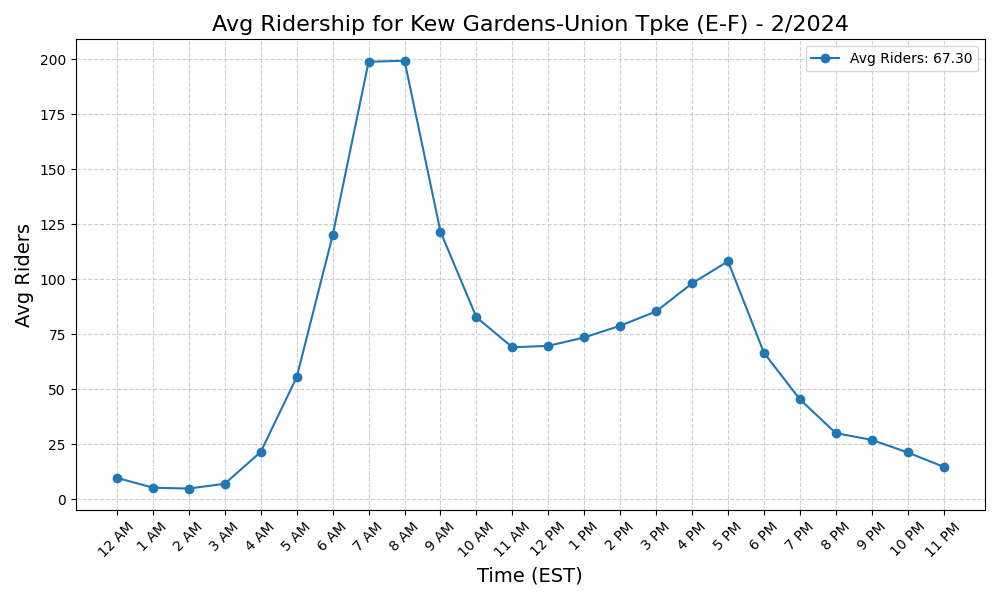 Avg Ridership for Kew Gardens-Union Tpke (E-F) - 2/2024
Avg Riders: 67.30
200
175
150
125
100
75
50
25
0
Avg Riders
12 AM
1 AM
2 AM
3 AM
4 AM
5 AM
6 AM
7 AM
8 AM
9 AM
10 AM
11 AM
12 PM
1 PM
2 PM
3 PM
4 PM
5 PM
6 PM
7 PM
8 PM
9 PM
10 PM
11 PM
Time (EST)